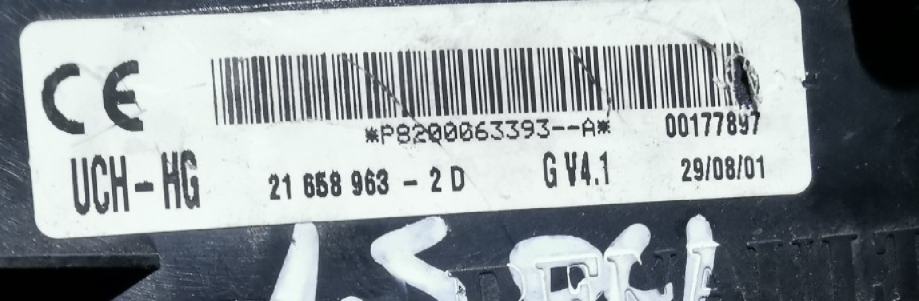 CE
*P8200063393--A* 00177897
UCH-HG 21 658 963 - 2 D G V4.1 29/08/01